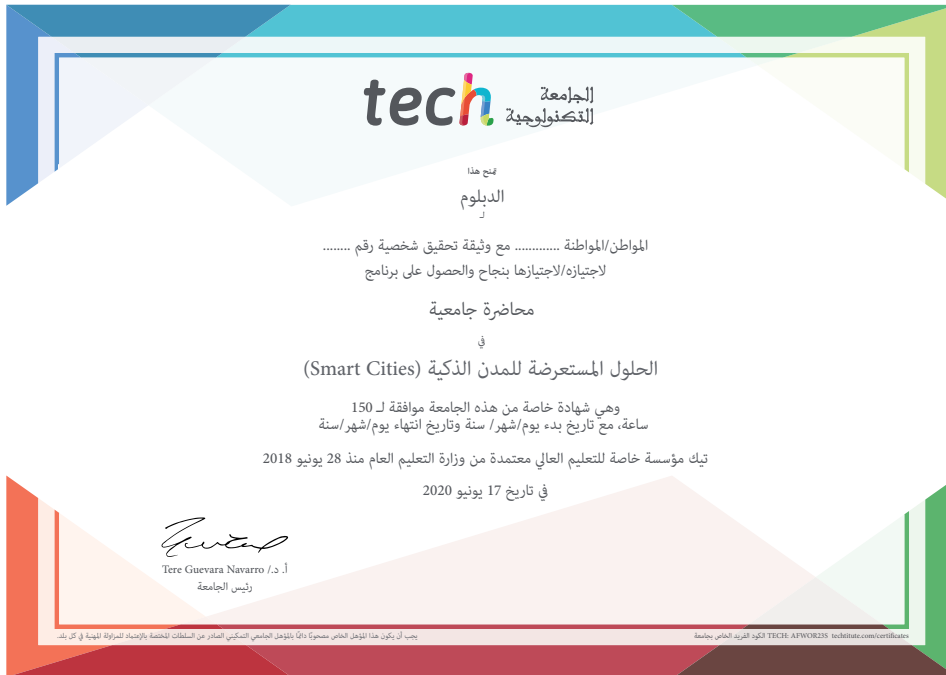 tech الجامعة
التكنولوجية
يمنح هذا
الدبلوم
لـ
المواطن/المواطنة ............ مع وثيقة تحقيق شخصية رقم ........
لاجتيازه/لاجتيازها بنجاح والحصول على برنامج
محاضرة جامعية
في
الحلول المستعرضة للمدن الذكية (Smart Cities)
وهي شهادة خاصة من هذه الجامعة موافقة لـ 150
ساعة، مع تاريخ بدء يوم/شهر/ سنة وتاريخ انتهاء يوم/شهر/سنة
تيك مؤسسة خاصة للتعليم العالي معتمدة من وزارة التعليم العام منذ 28 يونيو 2018
في تاريخ 17 يونيو 2020
أ. د./ Tere Guevara Navarro
رئيس الجامعة
يجب أن يكون هذا المؤهل الخاص مصحوبًا دائمًا بالمؤهل الجامعي التمكيني الصادر عن السلطات المختصة بالإعتماد للمزاولة المهنية في كل بلد.
الكود الفريد الخاص بجامعة TECH: AFWOR23S techtitute.com/certificates